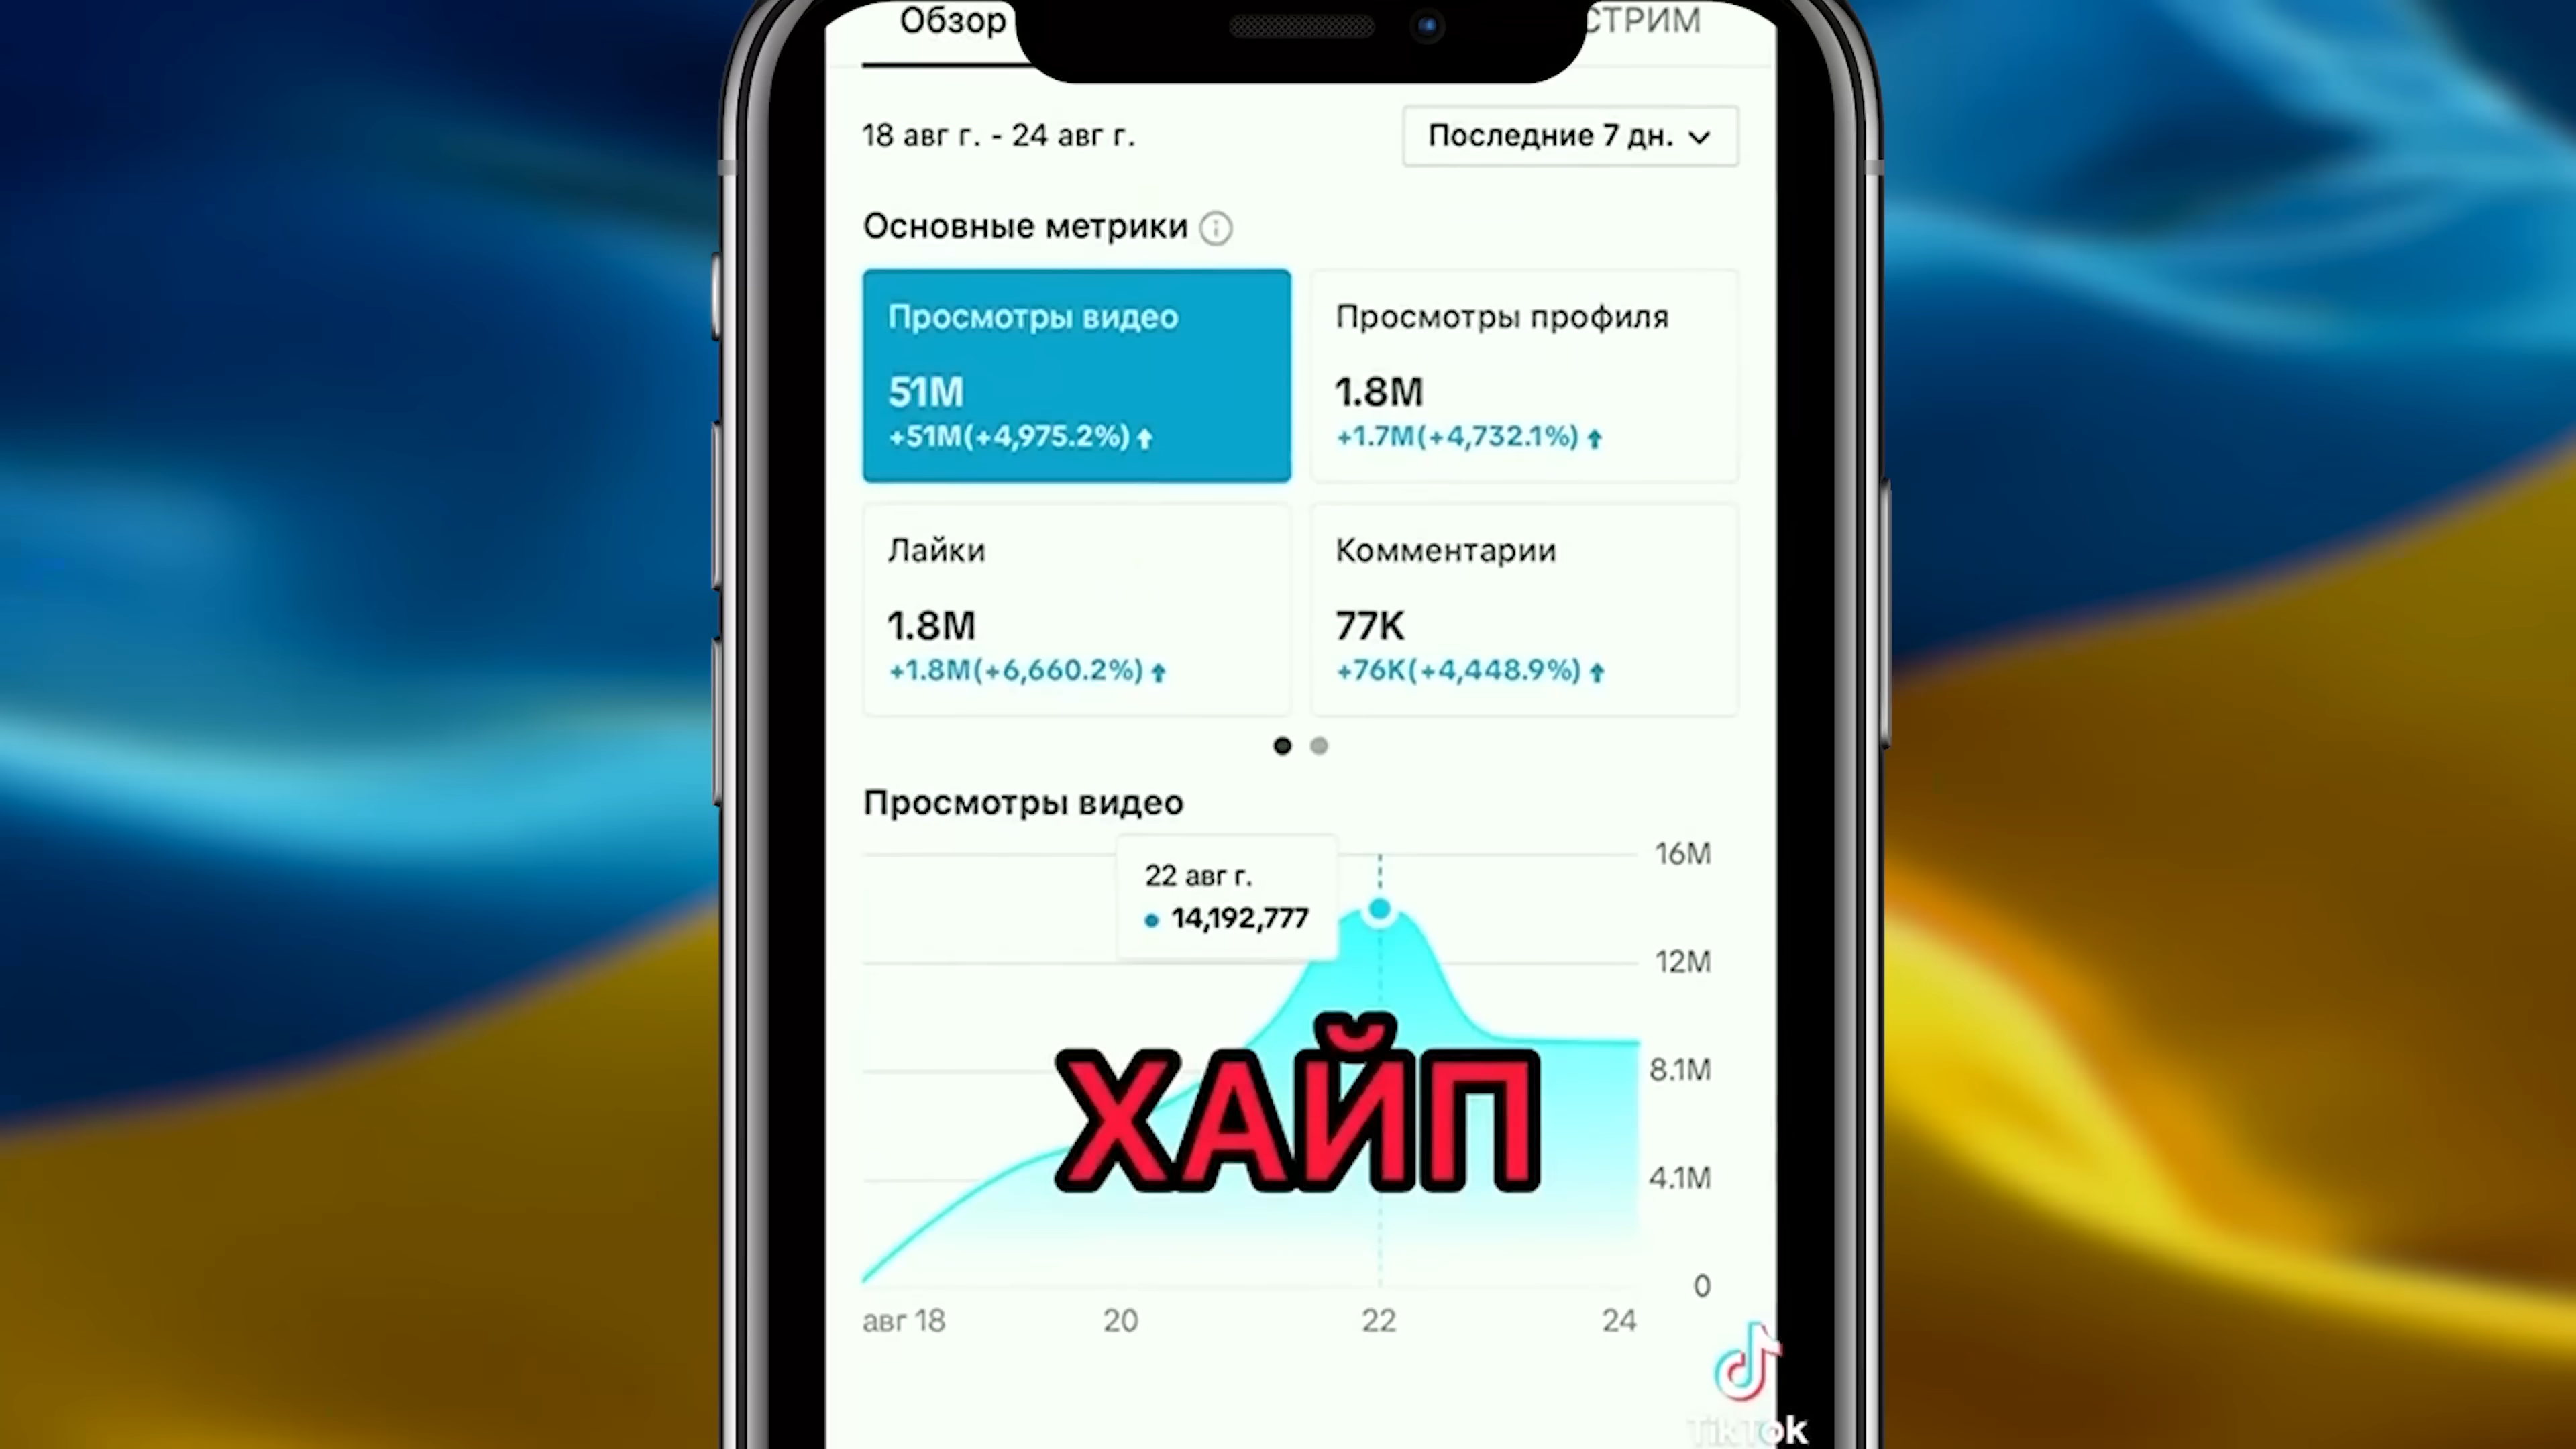 Обзор
СТРИМ
18 авг г. - 24 авг г.
Последние 7 дн.
Основные метрики
Просмотры видео
51M
+51M(+4,975.2%)
Просмотры профиля
1.8M
+1.7M(+4,732.1%)
Лайки
1.8M
+1.8M(+6,660.2%)
Комментарии
77K
+76K(+4,448.9%)
Просмотры видео
22 авг г.
14,192,777
16M
12M
8.1M
4.1M
0
ХАЙП
авг 18
20
22
24
TikTok